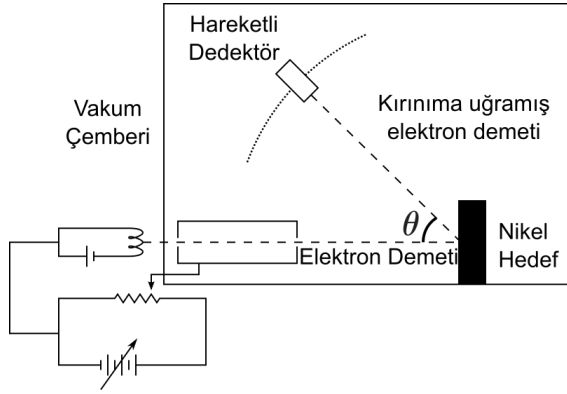 Hareketli
Dedektör
Vakum
Çemberi
Kırınıma uğramış
elektron demeti
θ
Elektron Demeti
Nikel
Hedef